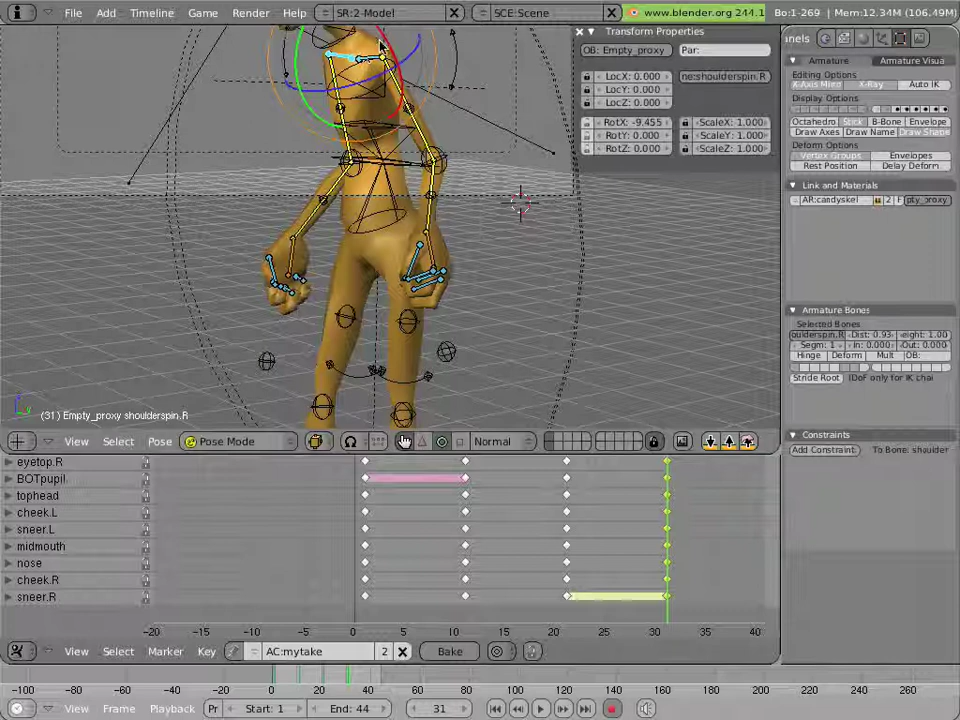 File Add Timeline Game Render Help SR:2-Model SCE:Scene www.blender.org 244.1 Bo:1-269 | Mem:12.34M (106.49M)
Transform Properties
OB: Empty_proxy Par:
LocX: 0.000 ne:shoulderspin.R
LocY: 0.000
LocZ: 0.000
RotX: -9.455 ScaleX: 1.000
RotY: 0.000 ScaleY: 1.000
RotZ: 0.000 ScaleZ: 1.000
anels
Armature Armature Visua
Editing Options
X-Ray Auto IK
Display Options
Octahedro Stick B-Bone Envelope
Draw Axes Draw Name Draw Shape
Deform Options
Vertex Groups Envelopes
Rest Position Delay Deform
Link and Materials
AR:candyskel 2 F pty_proxy
Armature Bones
Selected Bones
oulderspin.R Dist: 0.93 eight: 1.00
Segm: 1 In: 0.000 Out: 0.000
Hinge Deform Mult OB:
Stride Root (DoF only for IK chai
Constraints
Add Constraint To Bone: shoulder
(31) Empty_proxy shoulderspin.R
View Select Pose Pose Mode Normal
eyetop.R
BOTpupil
tophead
cheek.L
sneer.L
midmouth
nose
cheek.R
sneer.R
-20 -15 -10 -5 0 5 10 15 20 25 30 35 40
View Select Marker Key AC:mytake 2 Bake
-100 -80 -60 -40 -20 0 20 40 60 80 100 120 140 160 180 200 220 240 260
View Frame Playback Pr Start: 1 End: 44 31